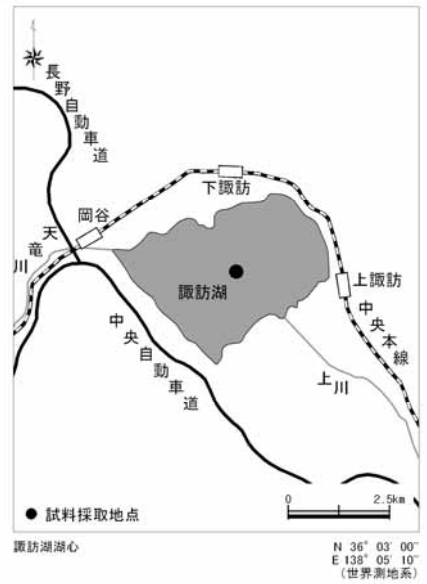 長野自動車道
下諏訪
岡谷
天竜川
諏訪湖
上諏訪
中央本線
中央自動車道
上川
0 2.5km
● 試料採取地点
諏訪湖湖心
N 36° 03′ 00″
E 138° 05′ 10″
(世界測地系)